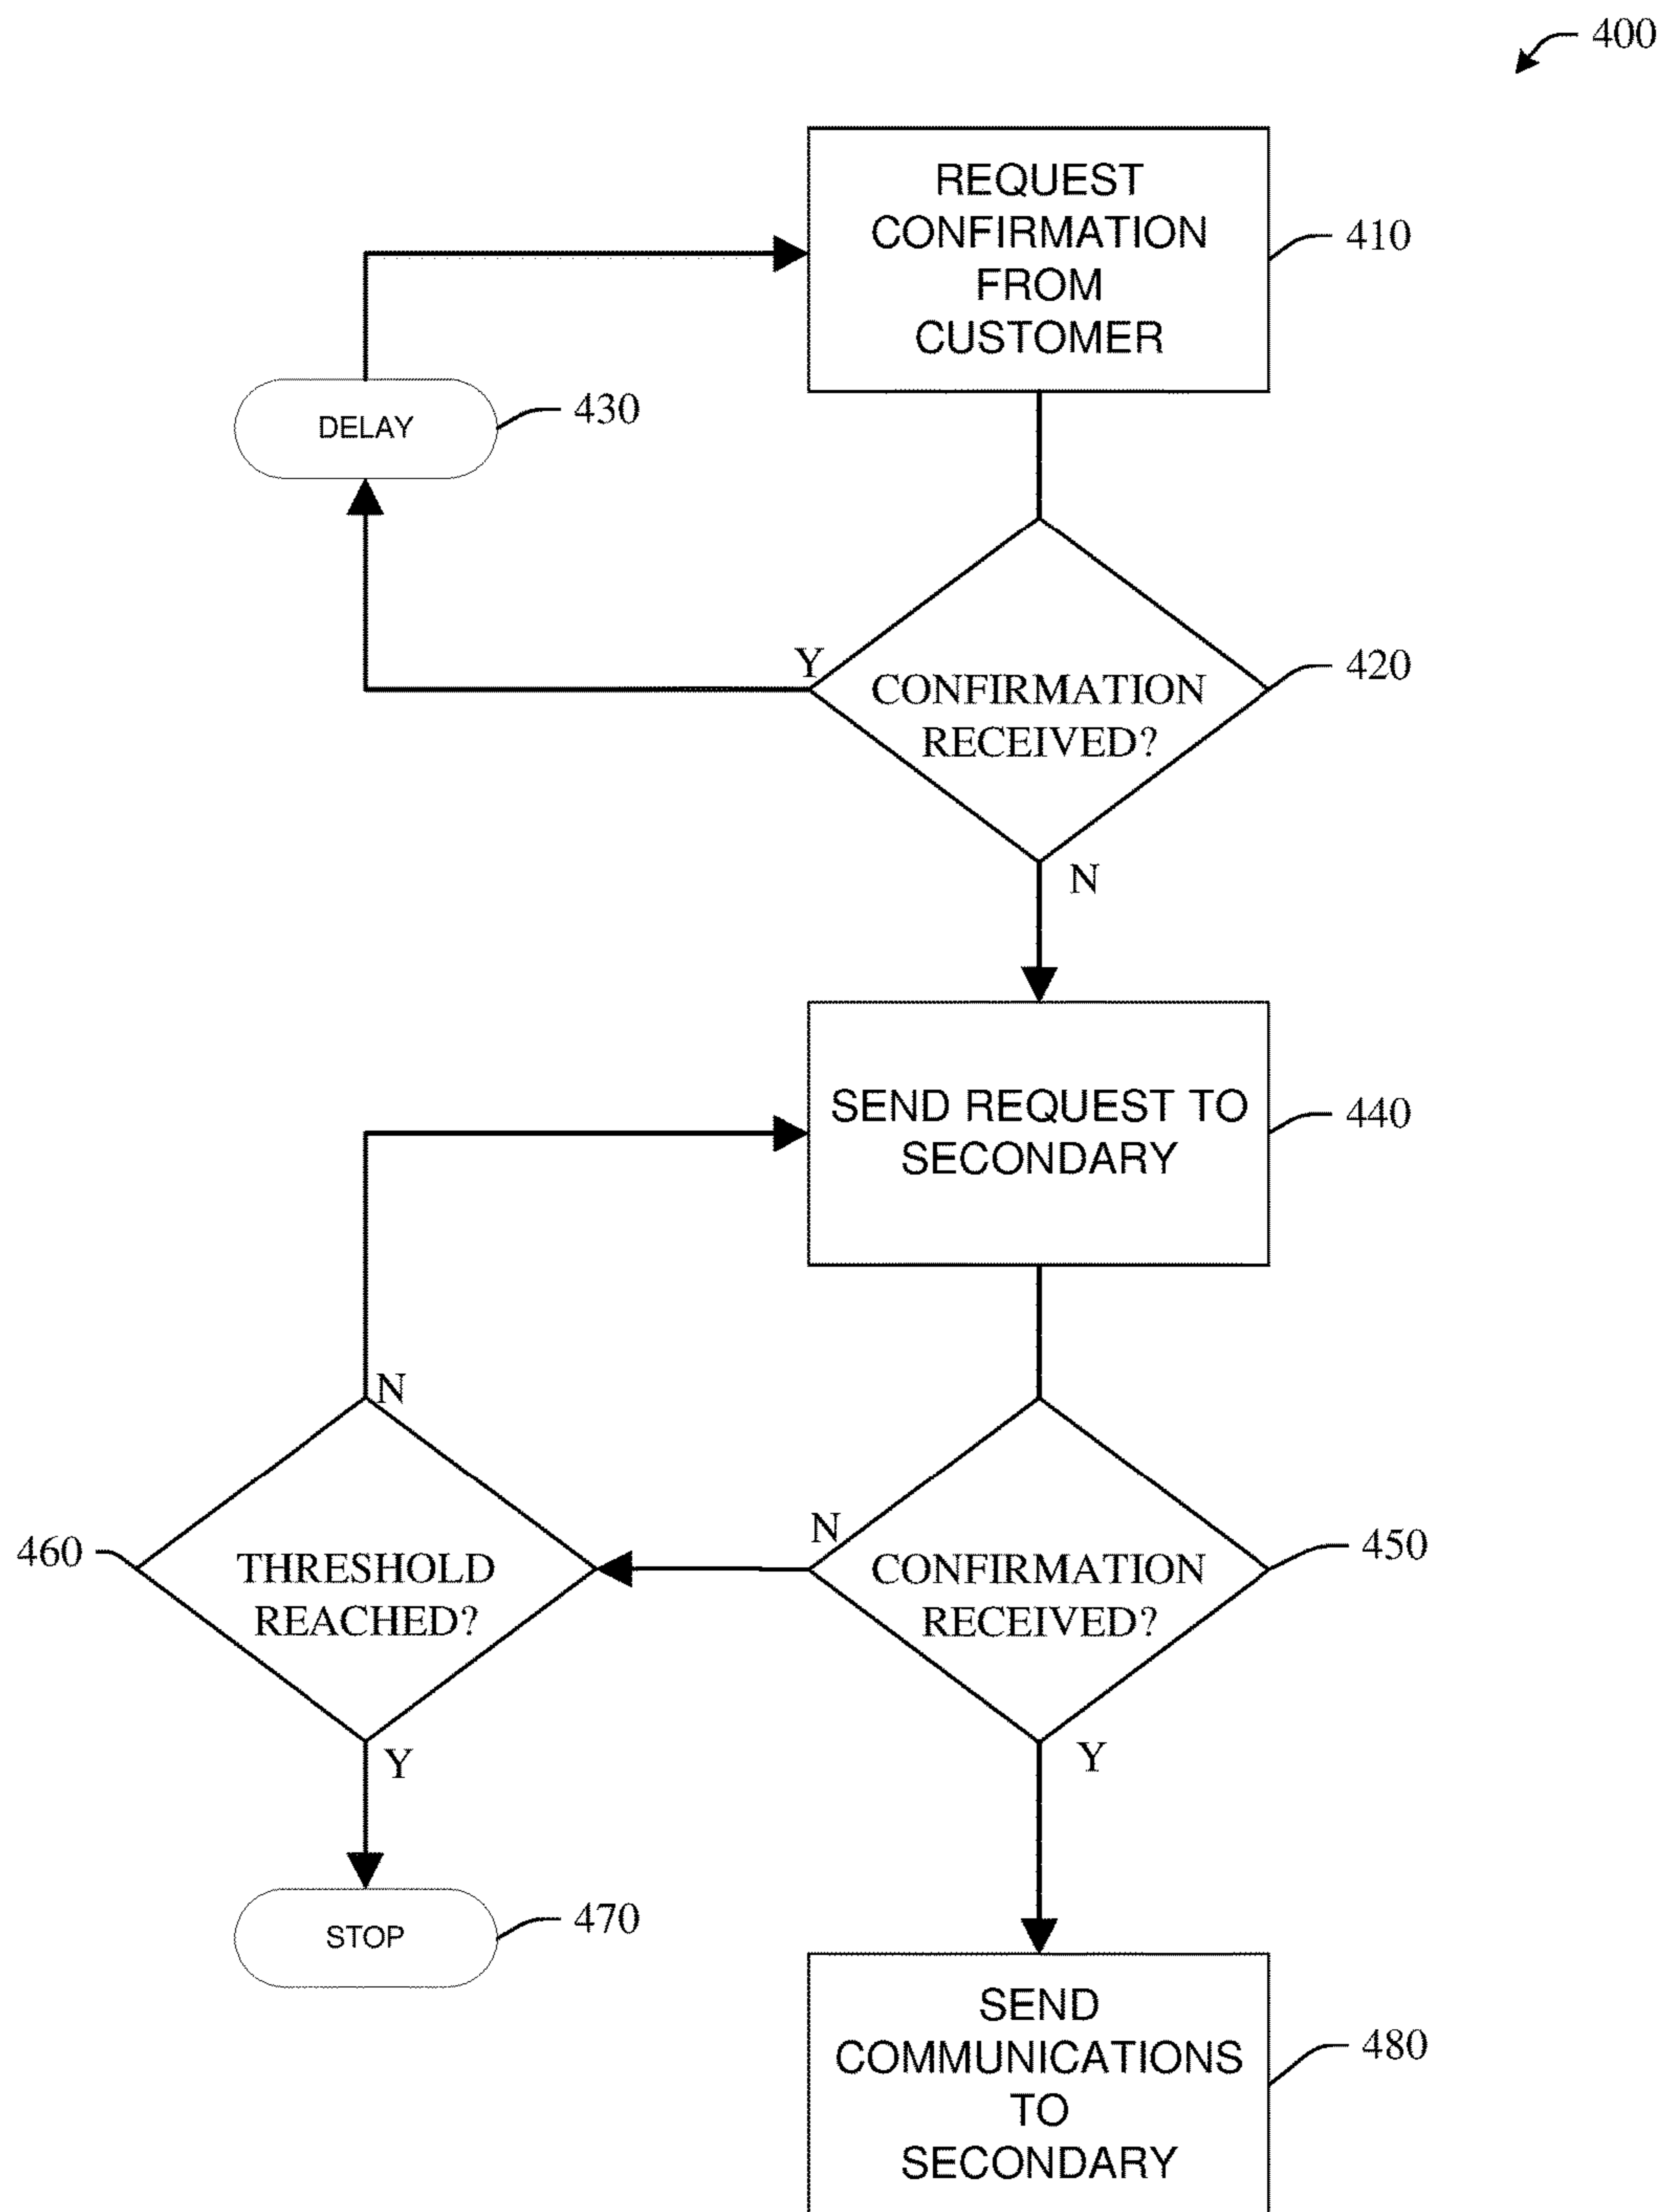 400
REQUEST
CONFIRMATION
FROM
CUSTOMER
410
DELAY
430
Y
CONFIRMATION
RECEIVED?
420
N
SEND REQUEST TO
SECONDARY
440
N
460
THRESHOLD
REACHED?
N
CONFIRMATION
RECEIVED?
450
Y
Y
STOP
470
SEND
COMMUNICATIONS
TO
SECONDARY
480